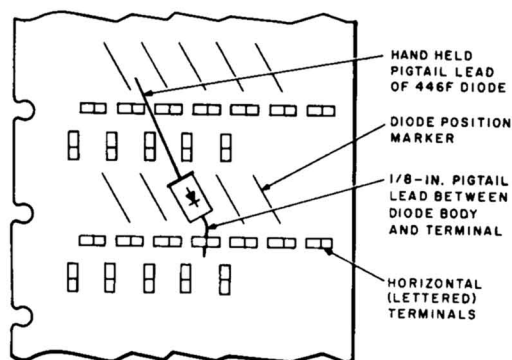 HAND HELD
PIGTAIL LEAD
OF 446F DIODE
DIODE POSITION
MARKER
1/8-IN. PIGTAIL
LEAD BETWEEN
DIODE BODY
AND TERMINAL
HORIZONTAL
(LETTERED)
TERMINALS